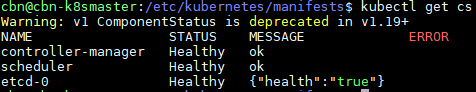 cbn@cbn-k8smaster:/etc/kubernetes/manifests$ kubectl get cs
Warning: v1 ComponentStatus is deprecated in v1.19+
NAME STATUS MESSAGE ERROR
controller-manager Healthy ok
scheduler Healthy ok
etcd-0 Healthy {"health":"true"}